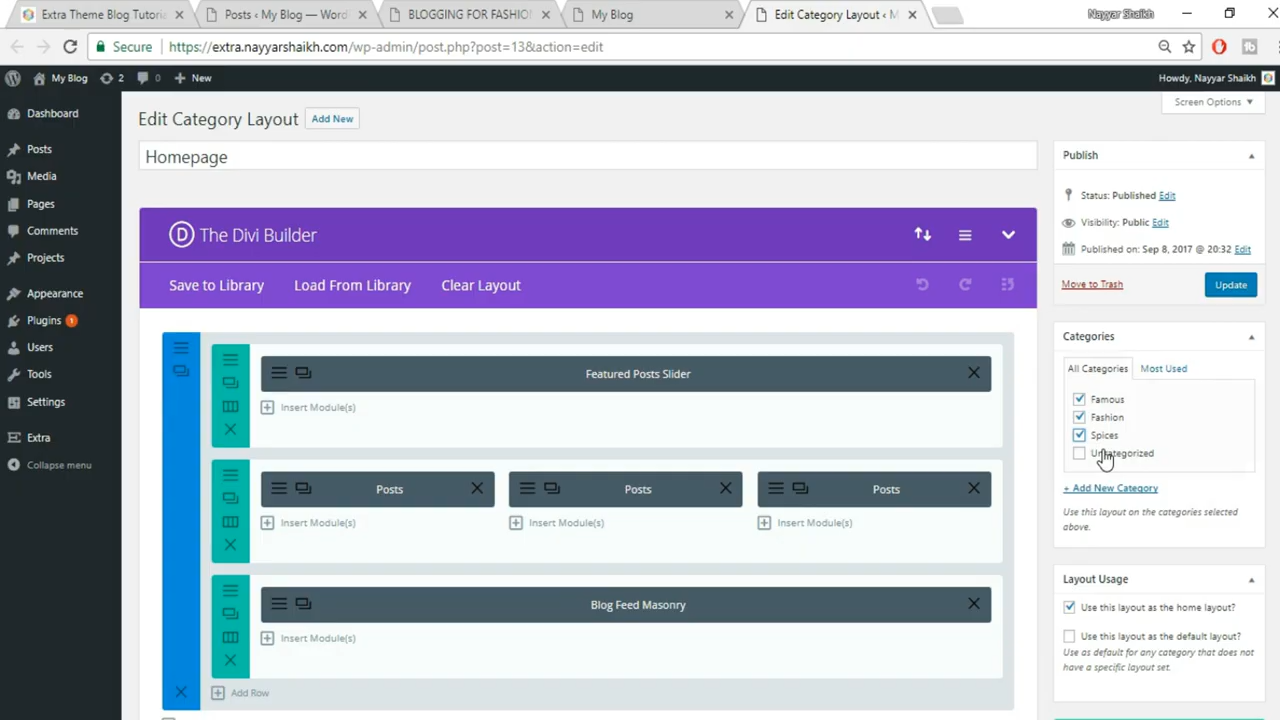 Extra Theme Blog Tutoria
Posts ‹ My Blog — Word
BLOGGING FOR FASHIO
My Blog
Edit Category Layout ‹ M
Nayyar Shaikh
Secure
https://extra.nayyarshaikh.com/wp-admin/post.php?post=13&action=edit
My Blog
2
0
New
Howdy, Nayyar Shaikh
Screen Options
Dashboard
Posts
Media
Pages
Comments
Projects
Appearance
Plugins 1
Users
Tools
Settings
Extra
Collapse menu
Edit Category Layout
Add New
Homepage
D The Divi Builder
Save to Library
Load From Library
Clear Layout
Featured Posts Slider
Insert Module(s)
Posts
Posts
Posts
Insert Module(s)
Insert Module(s)
Insert Module(s)
Blog Feed Masonry
Insert Module(s)
Add Row
Publish
Status: Published Edit
Visibility: Public Edit
Published on: Sep 8, 2017 @ 20:32 Edit
Move to Trash
Update
Categories
All Categories
Most Used
Famous
Fashion
Spices
Uncategorized
+ Add New Category
Use this layout on the categories selected
above.
Layout Usage
Use this layout as the home layout?
Use this layout as the default layout?
Use as default for any category that does not
have a specific layout set.